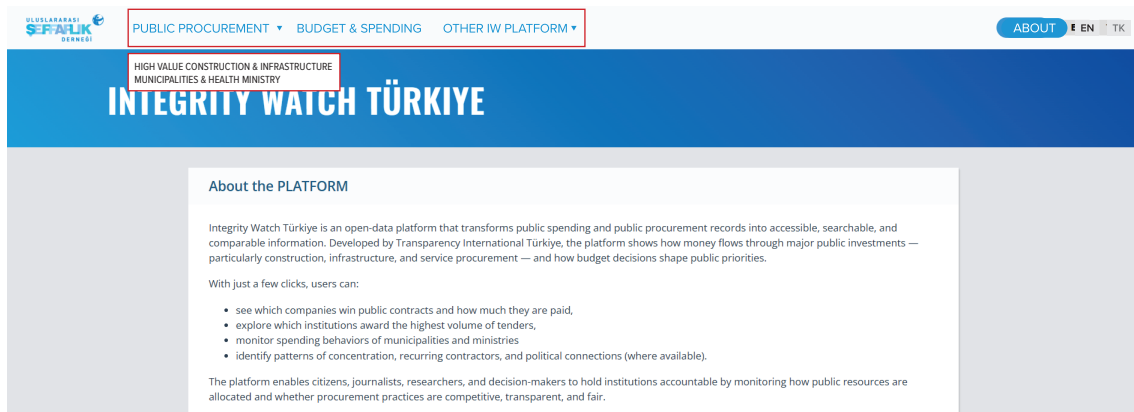 ULUSLARARASI
ŞEFFAFLIK
DERNEĞİ
PUBLIC PROCUREMENT ▼ BUDGET & SPENDING OTHER IW PLATFORM ▼
ABOUT EN TK
HIGH VALUE CONSTRUCTION & INFRASTRUCTURE
MUNICIPALITIES & HEALTH MINISTRY
INTEGRITY WATCH TÜRKIYE
About the PLATFORM
Integrity Watch Türkiye is an open-data platform that transforms public spending and public procurement records into accessible, searchable, and
comparable information. Developed by Transparency International Türkiye, the platform shows how money flows through major public investments —
particularly construction, infrastructure, and service procurement — and how budget decisions shape public priorities.
With just a few clicks, users can:
• see which companies win public contracts and how much they are paid,
• explore which institutions award the highest volume of tenders,
• monitor spending behaviors of municipalities and ministries
• identify patterns of concentration, recurring contractors, and political connections (where available).
The platform enables citizens, journalists, researchers, and decision-makers to hold institutions accountable by monitoring how public resources are
allocated and whether procurement practices are competitive, transparent, and fair.